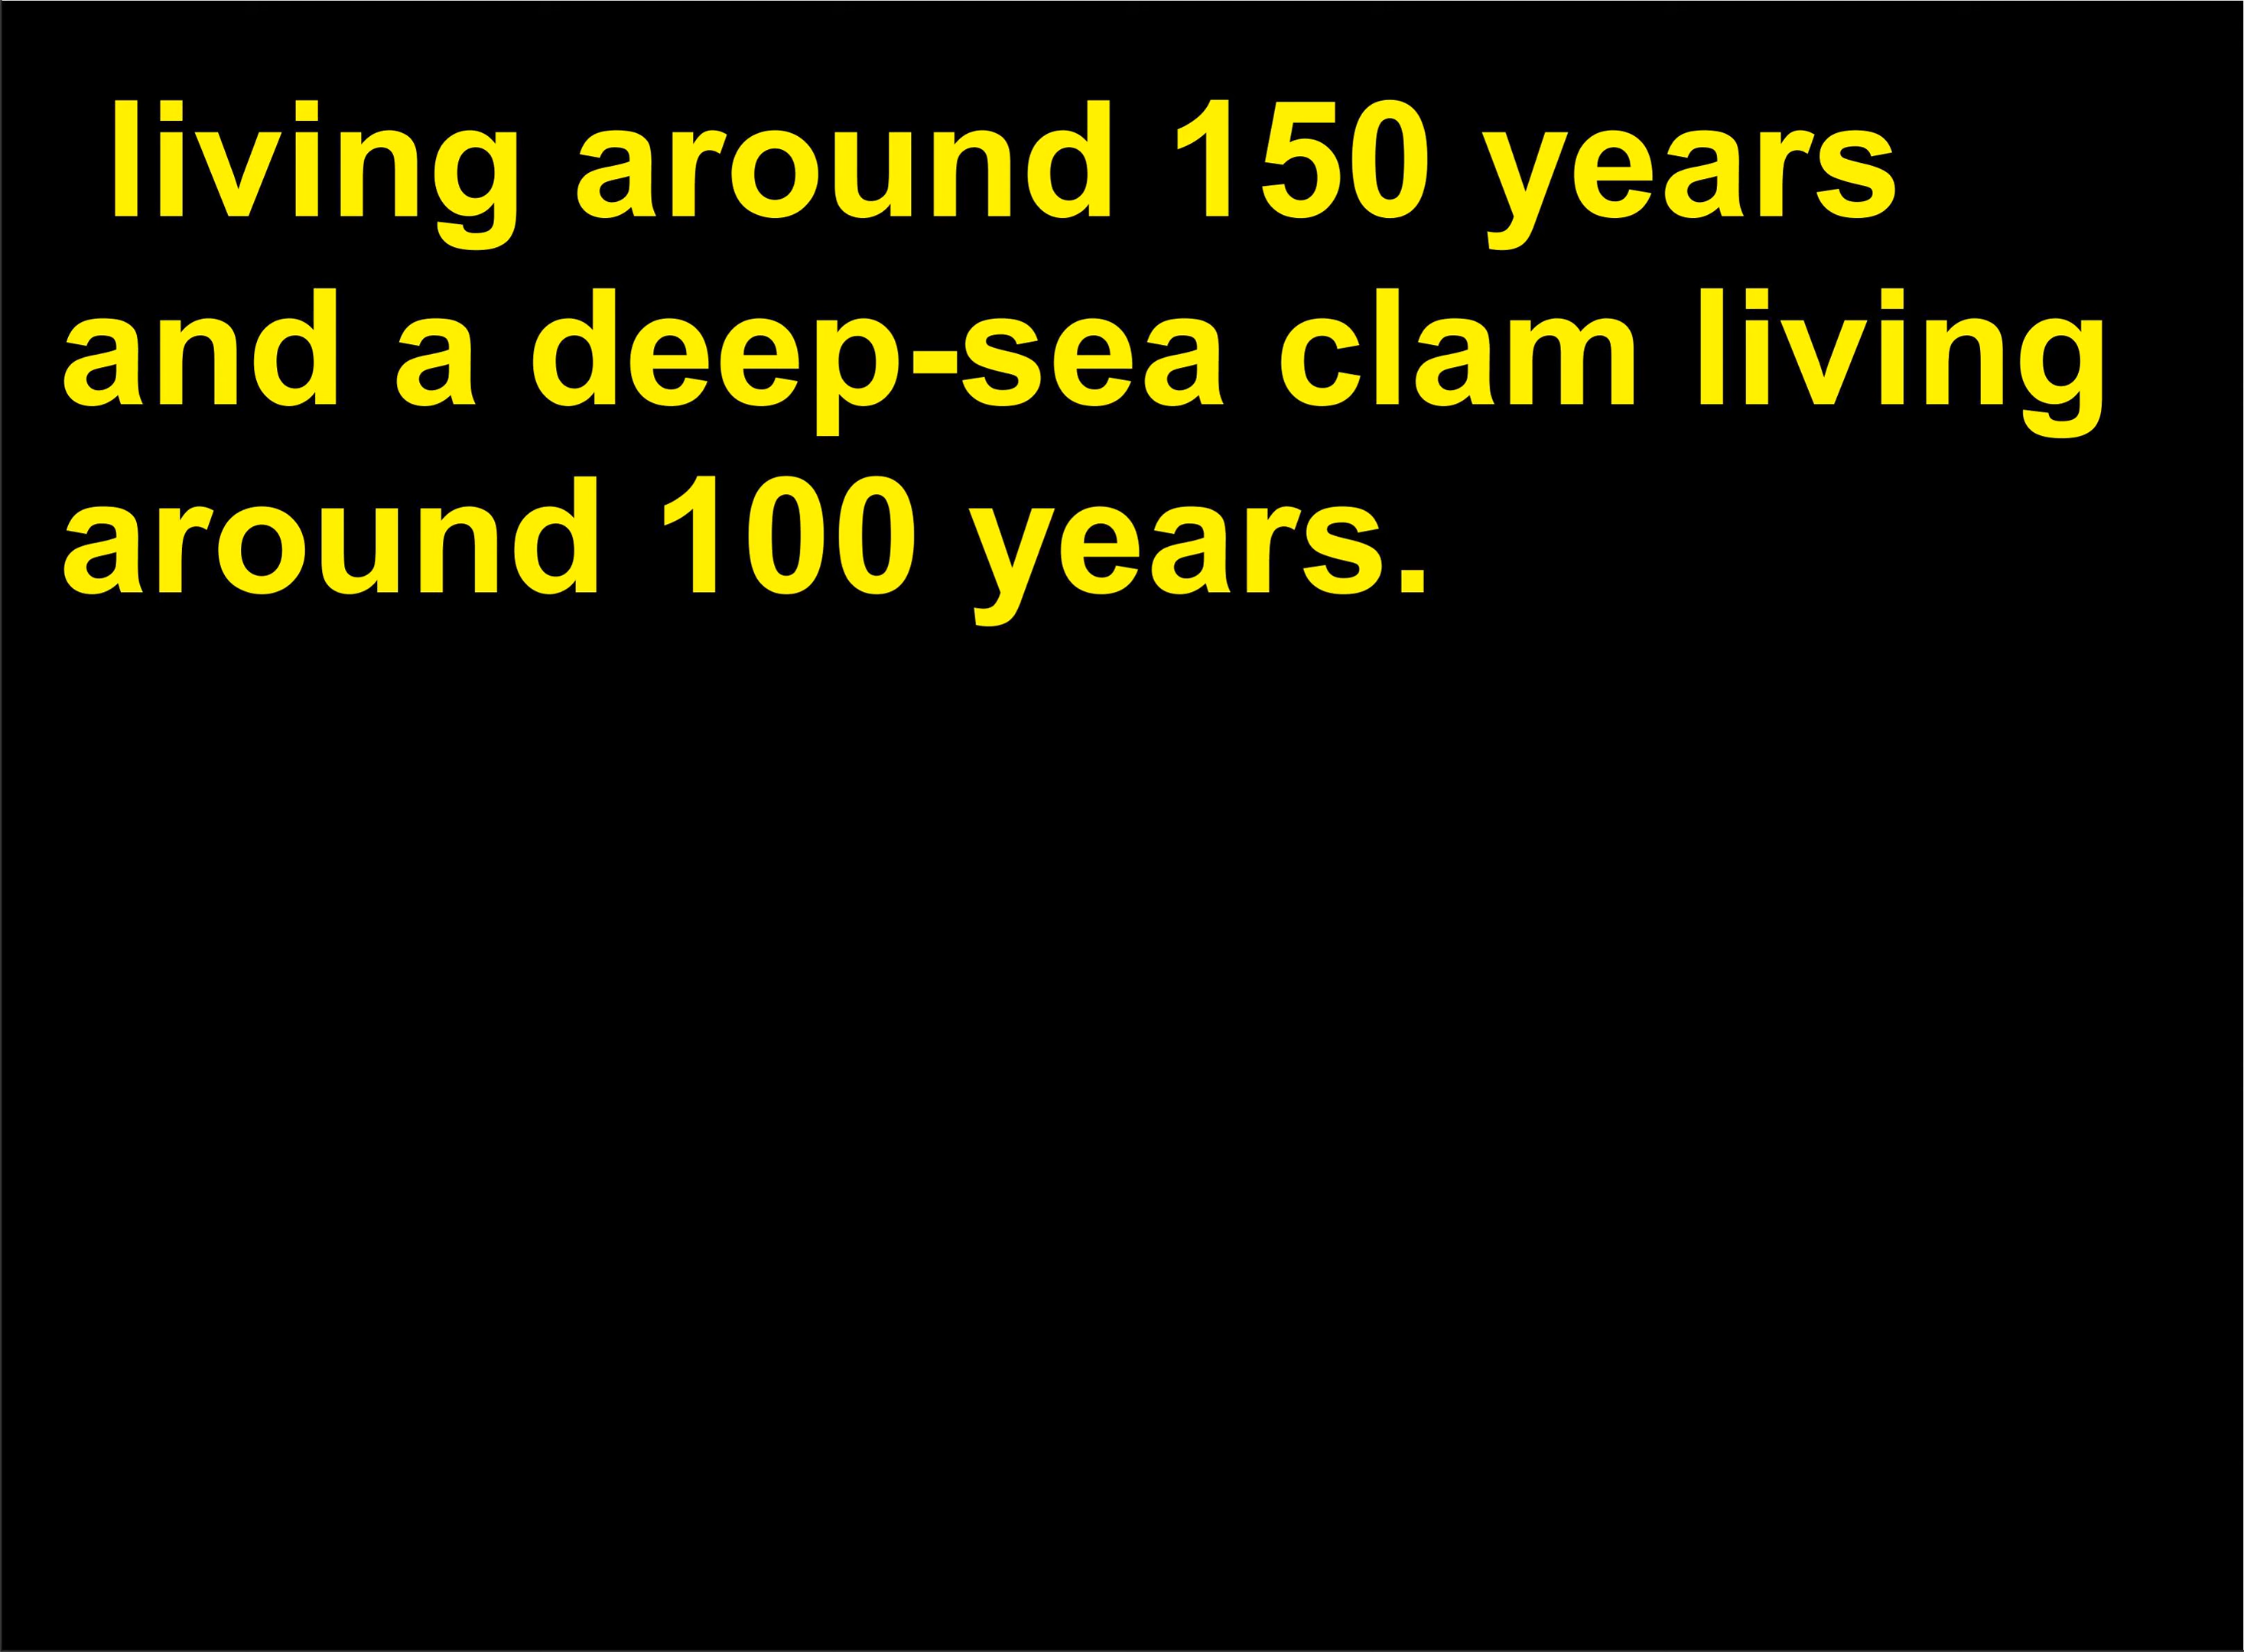 living around 150 years
and a deep-sea clam living
around 100 years.